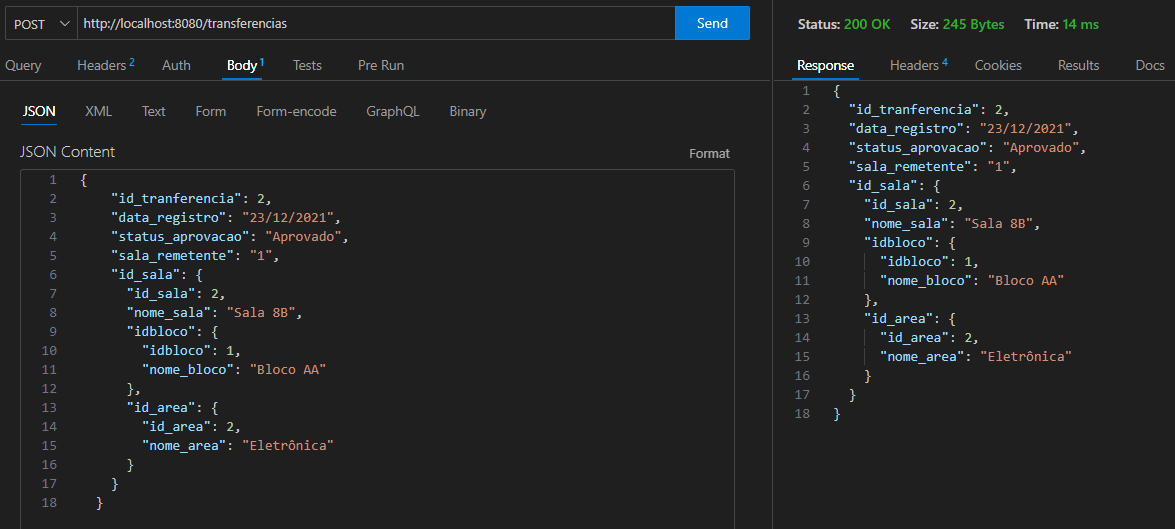 POST http://localhost:8080/transferencias Send
Query Headers 2 Auth Body 1 Tests Pre Run
JSON XML Text Form Form-encode GraphQL Binary
JSON Content Format
1 {
2 "id_tranferencia": 2,
3 "data_registro": "23/12/2021",
4 "status_aprovacao": "Aprovado",
5 "sala_remetente": "1",
6 "id_sala": {
7 "id_sala": 2,
8 "nome_sala": "Sala 8B",
9 "idbloco": {
10 "idbloco": 1,
11 "nome_bloco": "Bloco AA"
12 },
13 "id_area": {
14 "id_area": 2,
15 "nome_area": "Eletrônica"
16 }
17 }
18 }
Status: 200 OK Size: 245 Bytes Time: 14 ms
Response Headers 4 Cookies Results Docs
1 {
2 "id_tranferencia": 2,
3 "data_registro": "23/12/2021",
4 "status_aprovacao": "Aprovado",
5 "sala_remetente": "1",
6 "id_sala": {
7 "id_sala": 2,
8 "nome_sala": "Sala 8B",
9 "idbloco": {
10 "idbloco": 1,
11 "nome_bloco": "Bloco AA"
12 },
13 "id_area": {
14 "id_area": 2,
15 "nome_area": "Eletrônica"
16 }
17 }
18 }